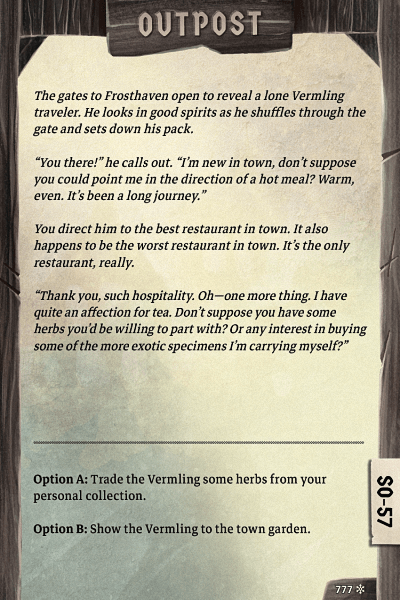 OUTPOST
The gates to Frosthaven open to reveal a lone Vermling
traveler. He looks in good spirits as he shuffles through the
gate and sets down his pack.
“You there!” he calls out. “I’m new in town, don’t suppose
you could point me in the direction of a hot meal? Warm,
even. It’s been a long journey.”
You direct him to the best restaurant in town. It also
happens to be the worst restaurant in town. It’s the only
restaurant, really.
“Thank you, such hospitality. Oh—one more thing. I have
quite an affection for tea. Don’t suppose you have some
herbs you’d be willing to part with? Or any interest in buying
some of the more exotic specimens I’m carrying myself?”
Option A: Trade the Vermling some herbs from your
personal collection.
Option B: Show the Vermling to the town garden.
SO-57
777